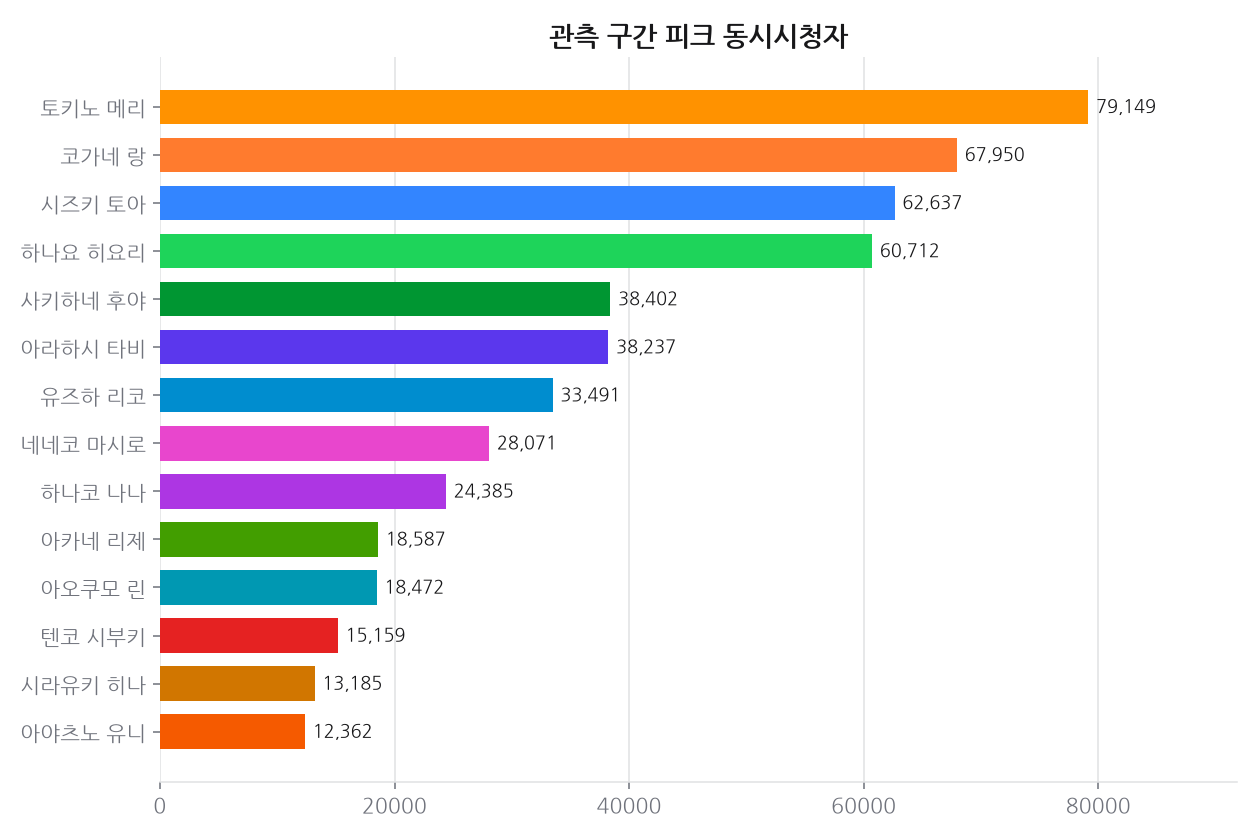 관측 구간 피크 동시시청자
토키노 메리 79,149
코가네 랑 67,950
시즈키 토아 62,637
하나요 히요리 60,712
사키하네 후야 38,402
아라하시 타비 38,237
유즈하 리코 33,491
네네코 마시로 28,071
하나코 나나 24,385
아카네 리제 18,587
아오쿠모 린 18,472
텐코 시부키 15,159
시라유키 히나 13,185
아야츠노 유니 12,362
0 20000 40000 60000 80000